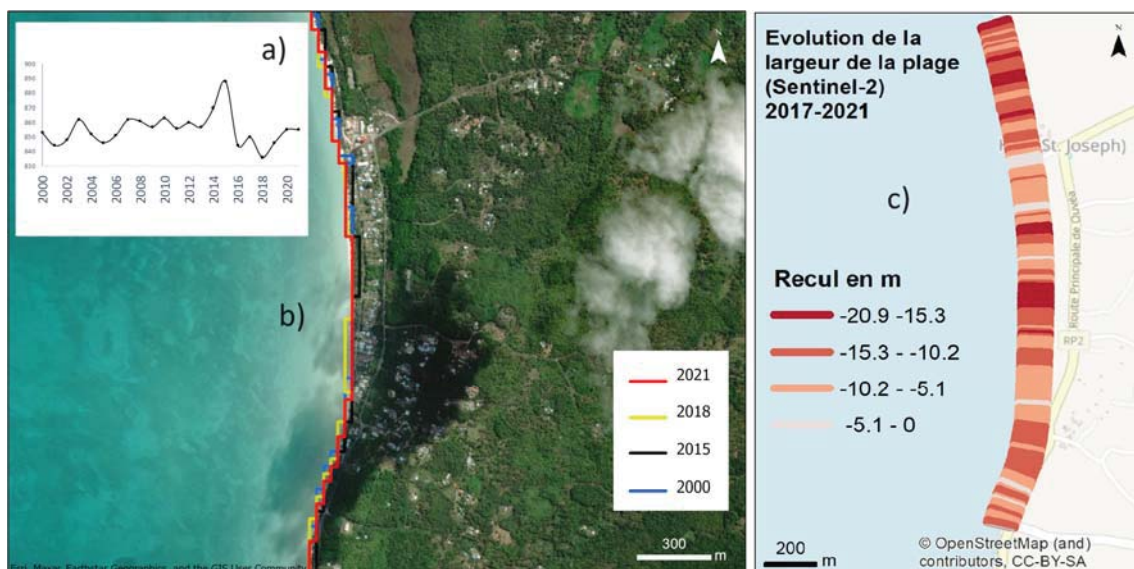 a)
900
890
880
870
860
850
840
830
2000
2002
2004
2006
2008
2010
2012
2014
2016
2018
2020
b)
2021
2018
2015
2000
300
m
Esri, Maxar, Earthstar Geographics, and the GIS User Community
Evolution de la
largeur de la plage
(Sentinel-2)
2017-2021
St. Joseph)
c)
Route Principale de Ouvéa
RP2
Recul en m
-20.9 -15.3
-15.3 - -10.2
-10.2 - -5.1
-5.1 - 0
200 m
© OpenStreetMap (and)
contributors, CC-BY-SA